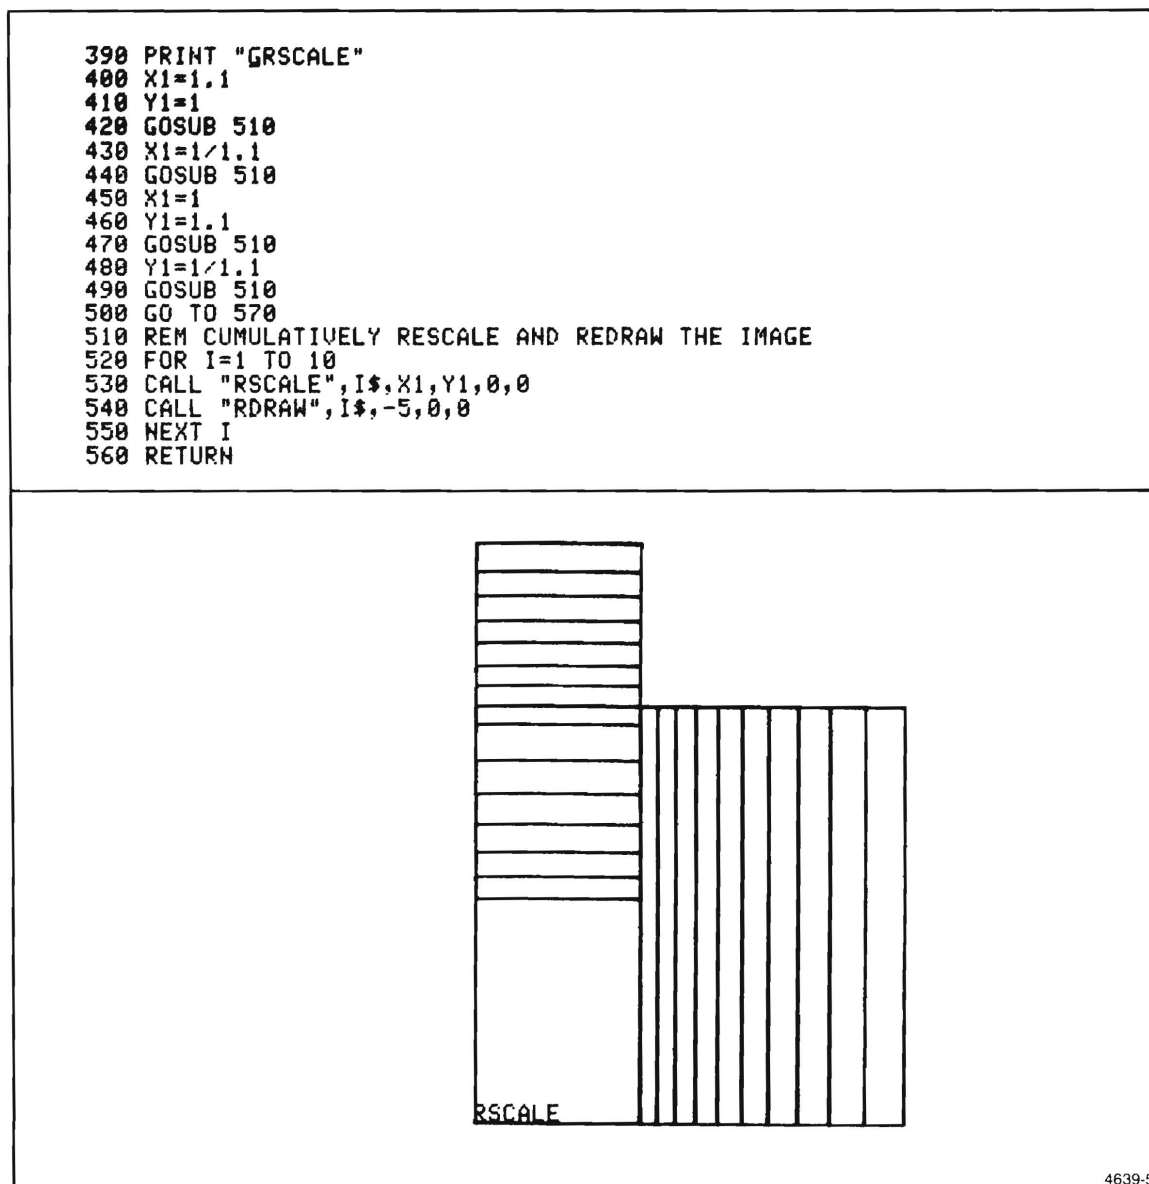 390 PRINT "GRSCALE"
400 X1=1.1
410 Y1=1
420 GOSUB 510
430 X1=1/1.1
440 GOSUB 510
450 X1=1
460 Y1=1.1
470 GOSUB 510
480 Y1=1/1.1
490 GOSUB 510
500 GO TO 570
510 REM CUMULATIVELY RESCALE AND REDRAW THE IMAGE
520 FOR I=1 TO 10
530 CALL "RSCALE",I$,X1,Y1,0,0
540 CALL "RDRAW",I$,-5,0,0
550 NEXT I
560 RETURN
RSCALE
4639-5